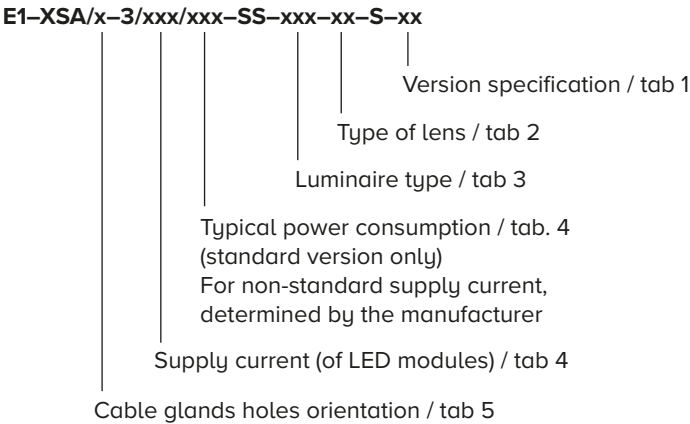 E1–XSA/x–3/xxx/xxx–SS–xxx–xx–S–xx
Version specification / tab 1
Type of lens / tab 2
Luminaire type / tab 3
Typical power consumption / tab. 4
(standard version only)
For non-standard supply current,
determined by the manufacturer
Supply current (of LED modules) / tab 4
Cable glands holes orientation / tab 5